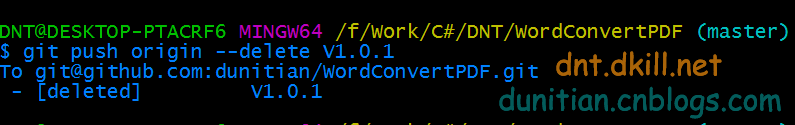 DNT@DESKTOP-PTACRF6 MINGW64 /f/Work/C#/DNT/WordConvertPDF (master)
$ git push origin --delete V1.0.1
To git@github.com:dunitian/WordConvertPDF.git
 - [deleted]         V1.0.1
dnt.dkill.net
dunitian.cnblogs.com